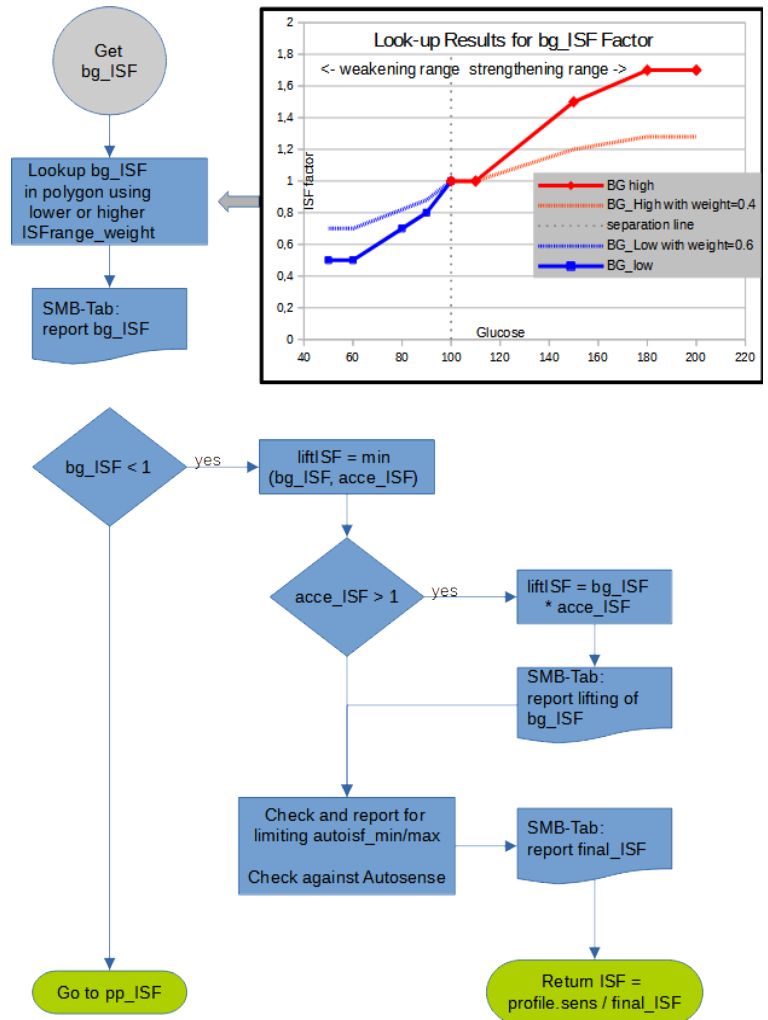 Get
bg_ISF
Lookup bg_ISF
in polygon using
lower or higher
ISFrange_weight
SMB-Tab:
report bg_ISF
Look-up Results for bg_ISF Factor
<- weakening range  strengthening range ->
ISF factor
2
1,8
1,6
1,4
1,2
1
0,8
0,6
0,4
0,2
0
BG high
BG_High with weight=0.4
separation line
BG_Low with weight=0.6
BG_low
Glucose
40 60 80 100 120 140 160 180 200 220
bg_ISF < 1
yes
liftISF = min
(bg_ISF, acce_ISF)
acce_ISF > 1
yes
liftISF = bg_ISF
* acce_ISF
SMB-Tab:
report lifting of
bg_ISF
Check and report for
limiting autoisf_min/max
Check against Autosense
SMB-Tab:
report final_ISF
Go to pp_ISF
Return ISF =
profile.sens / final_ISF